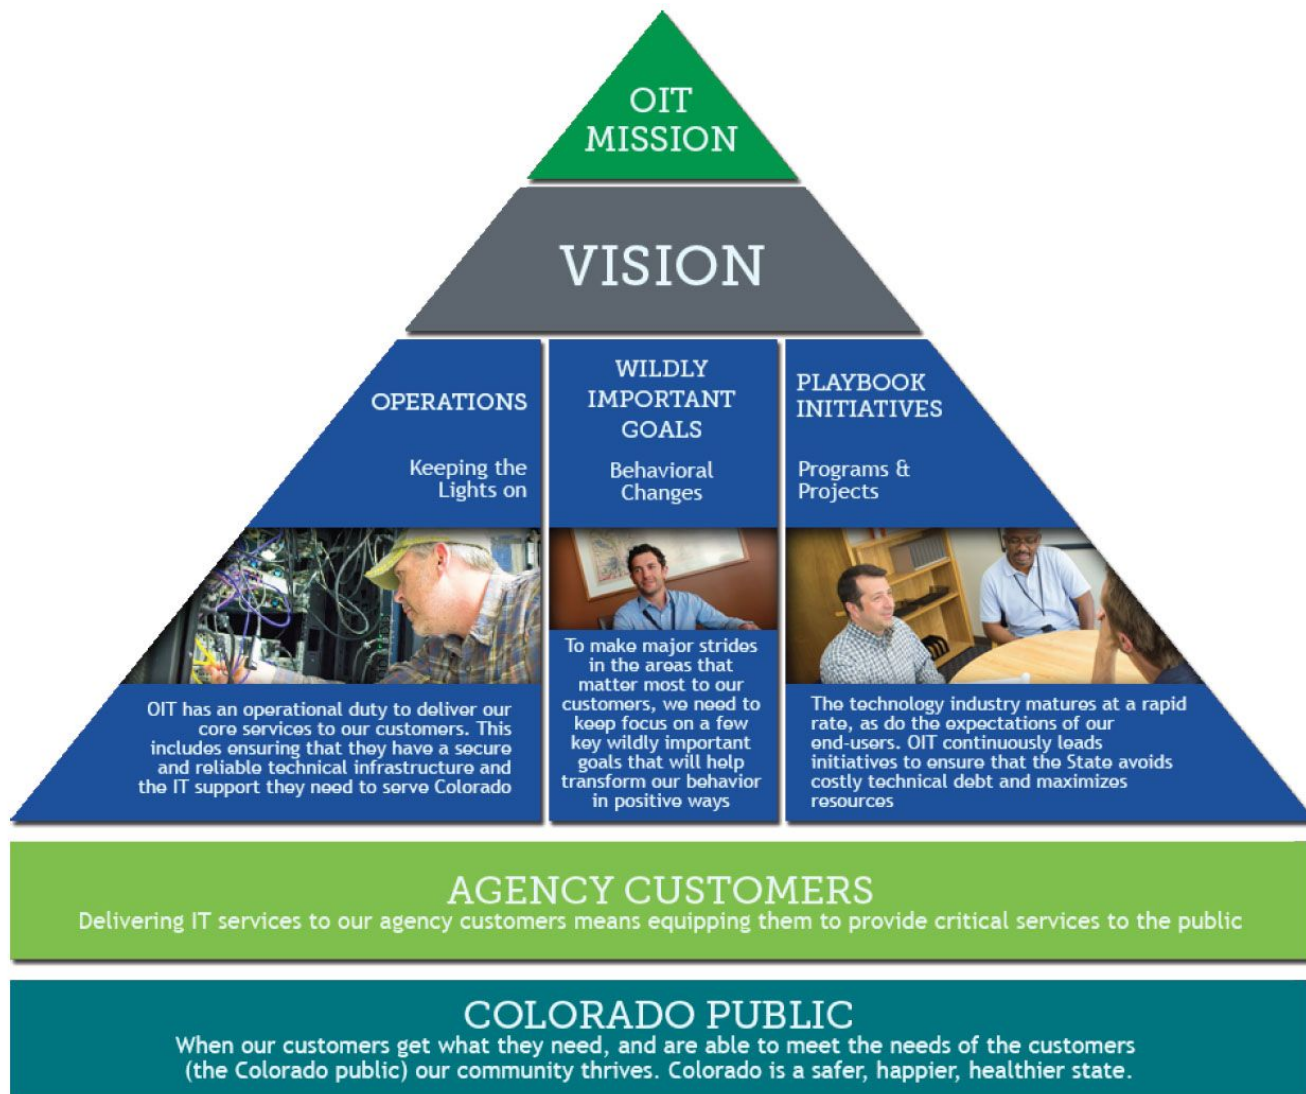 OIT
MISSION
VISION
OPERATIONS
Keeping the
Lights on
OIT has an operational duty to deliver our
core services to our customers. This
includes ensuring that they have a secure
and reliable technical infrastructure and
the IT support they need to serve Colorado
WILDLY
IMPORTANT
GOALS
Behavioral
Changes
To make major strides
in the areas that
matter most to our
customers, we need to
keep focus on a few
key wildly important
goals that will help
transform our behavior
in positive ways
PLAYBOOK
INITIATIVES
Programs &
Projects
The technology industry matures at a rapid
rate, as do the expectations of our
end-users. OIT continuously leads
initiatives to ensure that the State avoids
costly technical debt and maximizes
resources
AGENCY CUSTOMERS
Delivering IT services to our agency customers means equipping them to provide critical services to the public
COLORADO PUBLIC
When our customers get what they need, and are able to meet the needs of the customers
(the Colorado public) our community thrives. Colorado is a safer, happier, healthier state.